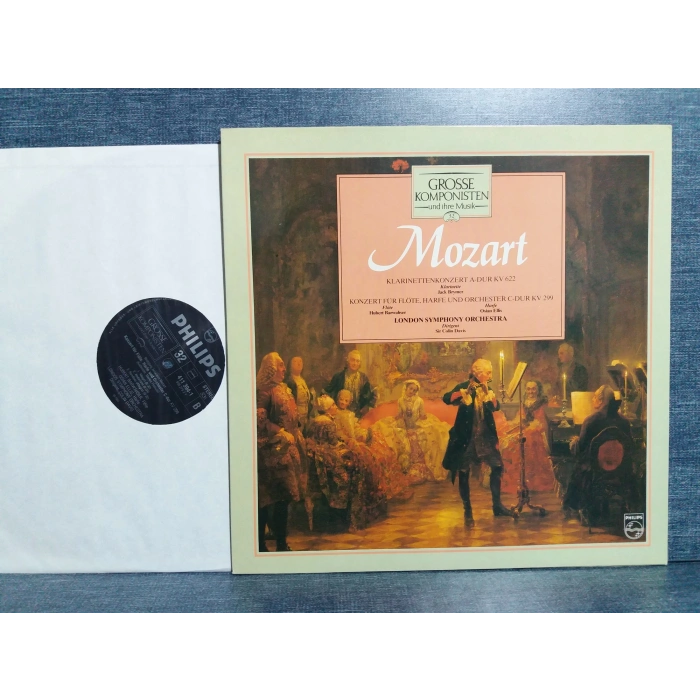 GROSSE
KOMPONISTEN
und ihre Musik
32
Mozart
KLARINETTENKONZERT A-DUR KV 622
Klarinette
Jack Brymer
KONZERT FÜR FLÖTE, HARFE UND ORCHESTER C-DUR KV 299
Flöte Harfe
Hubert Barwahser Osian Ellis
LONDON SYMPHONY ORCHESTRA
Dirigent
Sir Colin Davis
PHILIPS
GROSSE
PHILIPS
32
B